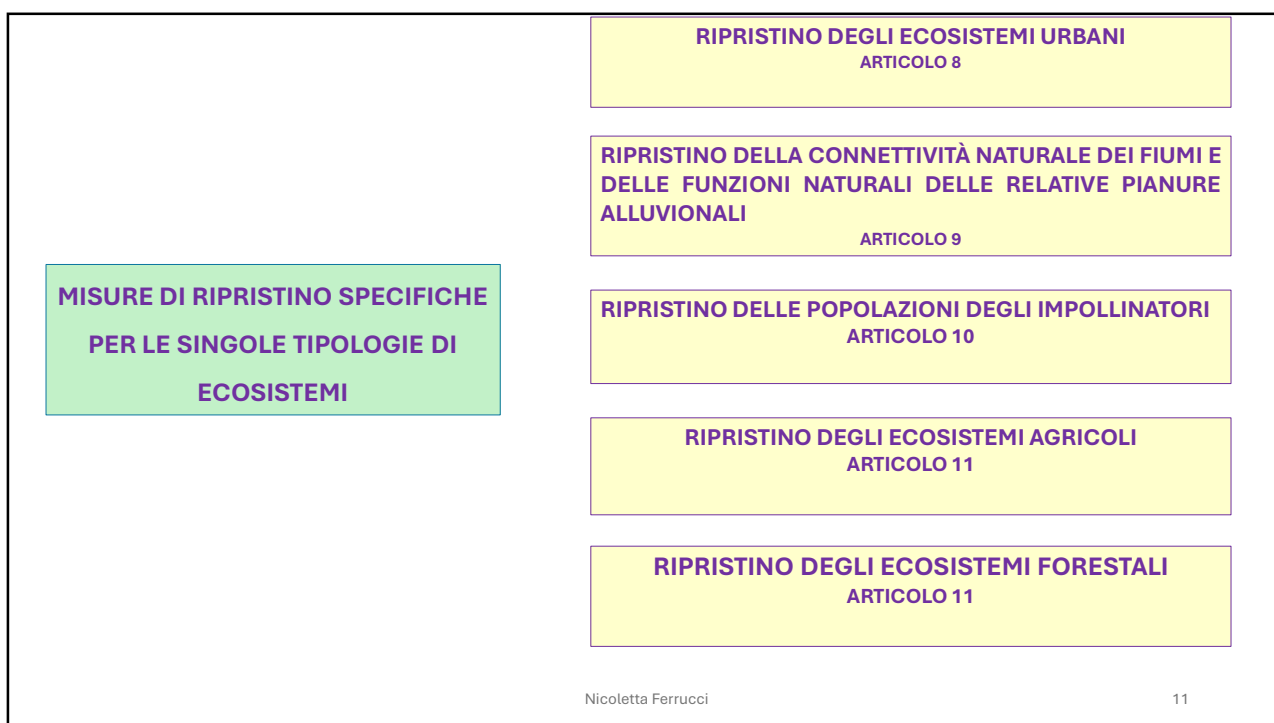 RIPRISTINO DEGLI ECOSISTEMI URBANI
ARTICOLO 8
RIPRISTINO DELLA CONNETTIVITÀ NATURALE DEI FIUMI E
DELLE FUNZIONI NATURALI DELLE RELATIVE PIANURE
ALLUVIONALI
ARTICOLO 9
MISURE DI RIPRISTINO SPECIFICHE
PER LE SINGOLE TIPOLOGIE DI
ECOSISTEMI
RIPRISTINO DELLE POPOLAZIONI DEGLI IMPOLLINATORI
ARTICOLO 10
RIPRISTINO DEGLI ECOSISTEMI AGRICOLI
ARTICOLO 11
RIPRISTINO DEGLI ECOSISTEMI FORESTALI
ARTICOLO 11
Nicoletta Ferrucci
11